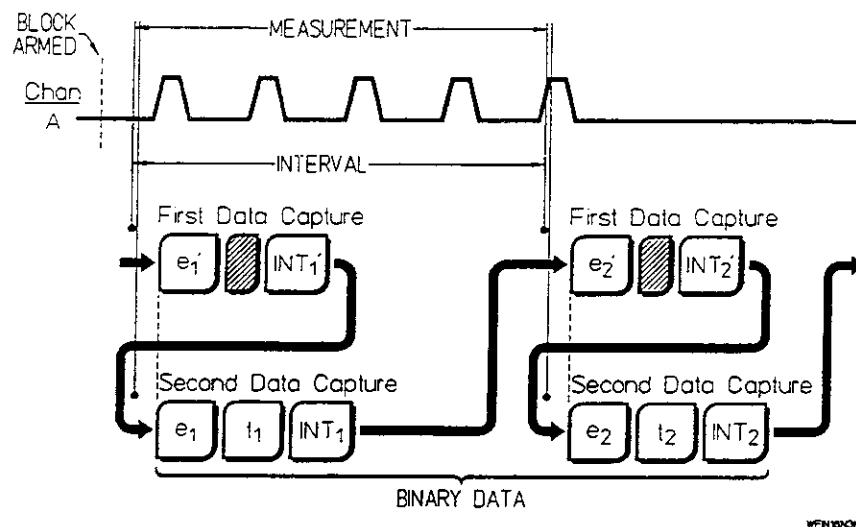 BLOCK
ARMED
MEASUREMENT
Chan
A
INTERVAL
First Data Capture
First Data Capture
e1′
INT1′
e2′
INT2′
Second Data Capture
Second Data Capture
e1
t1
INT1
e2
t2
INT2
BINARY DATA